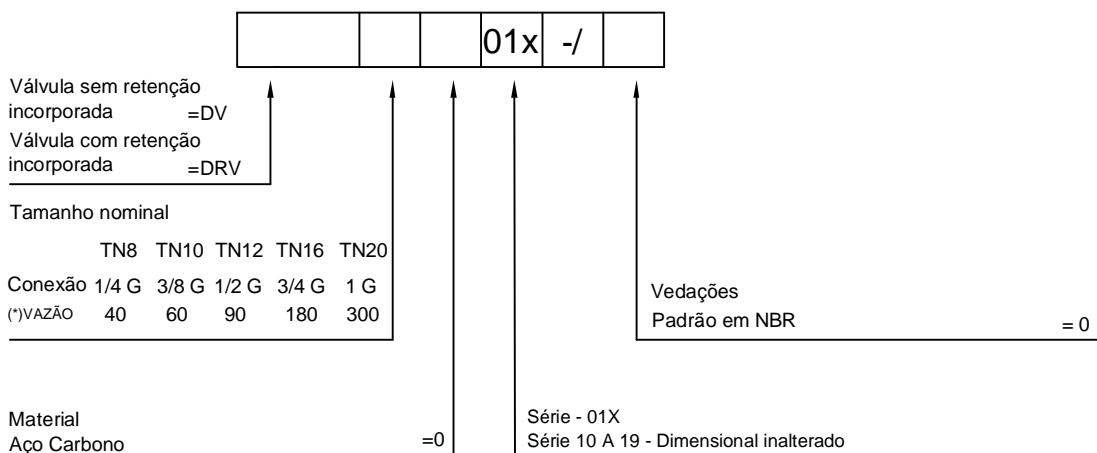 01x -/
Válvula sem retenção
incorporada =DV
Válvula com retenção
incorporada =DRV
Tamanho nominal
TN8 TN10 TN12 TN16 TN20
Conexão 1/4 G 3/8 G 1/2 G 3/4 G 1 G
(*)VAZÃO 40 60 90 180 300
Vedações
Padrão em NBR = 0
Material
Aço Carbono =0
Série - 01X
Série 10 A 19 - Dimensional inalterado